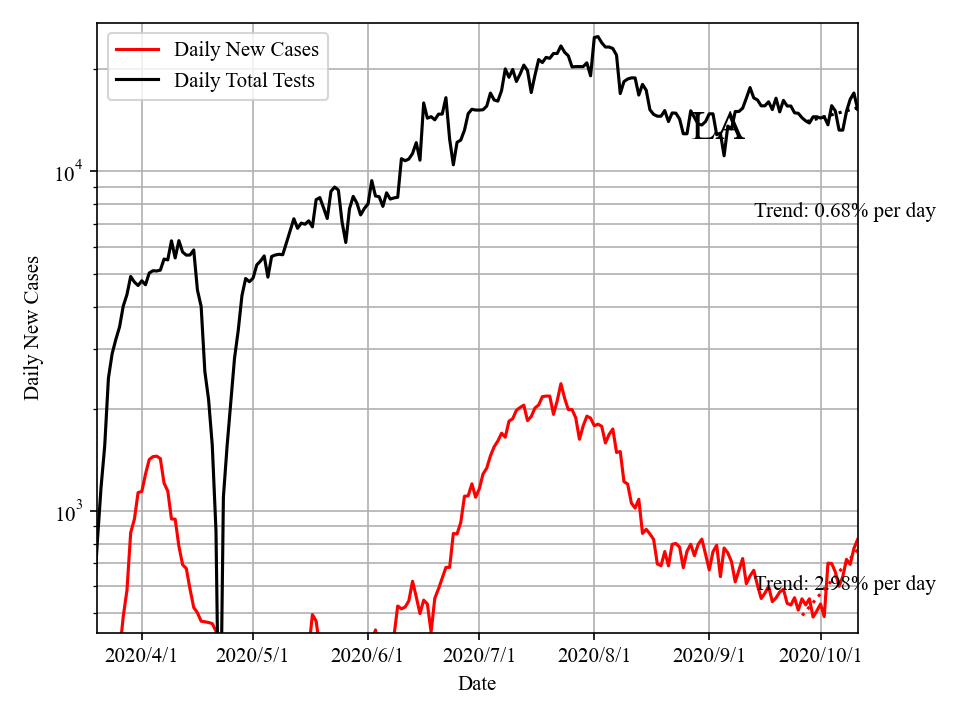 Daily New Cases
Daily Total Tests
LA
10^4
Trend: 0.68% per day
Daily New Cases
10^3
Trend: 2.98% per day
2020/4/1 2020/5/1 2020/6/1 2020/7/1 2020/8/1 2020/9/1 2020/10/1
Date